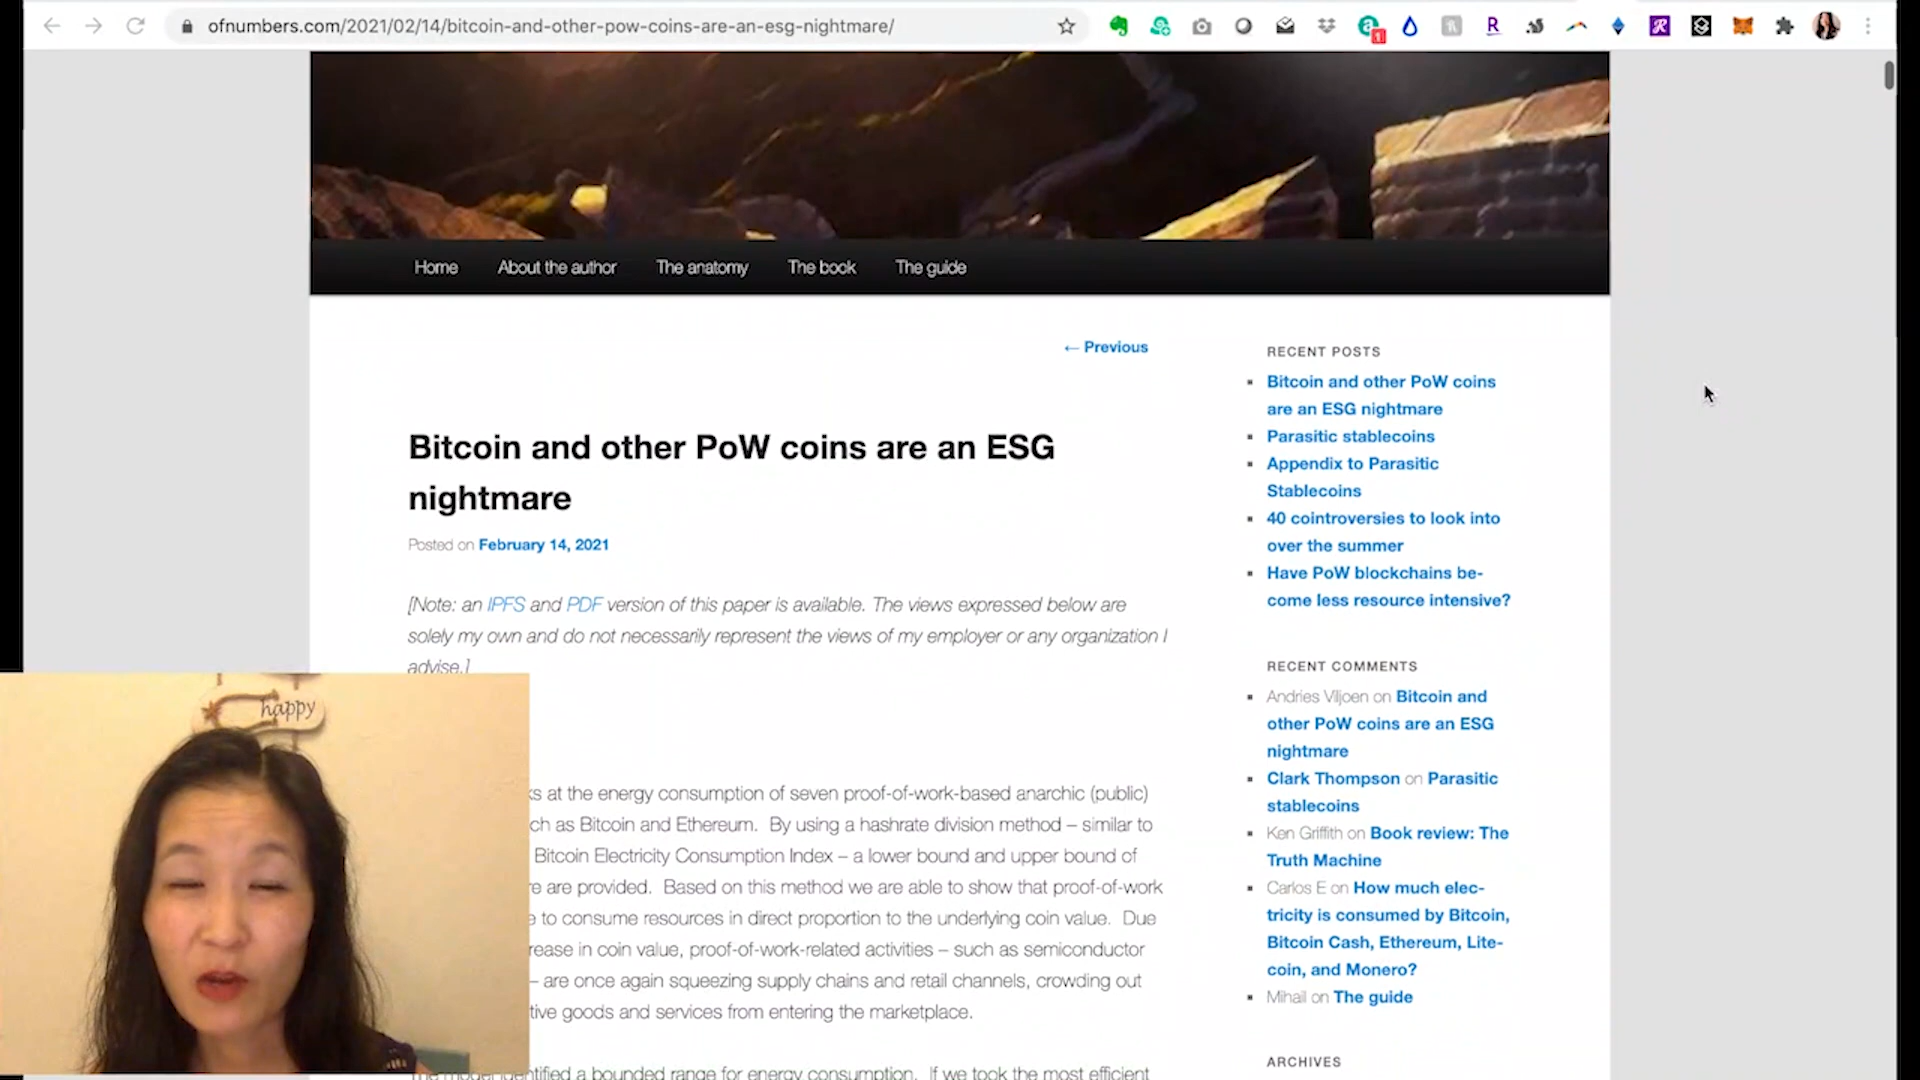 ofnumbers.com/2021/02/14/bitcoin-and-other-pow-coins-are-an-esg-nightmare/
Home
About the author
The anatomy
The book
The guide
← Previous
Bitcoin and other PoW coins are an ESG
nightmare
Posted on February 14, 2021
[Note: an IPFS and PDF version of this paper is available. The views expressed below are
solely my own and do not necessarily represent the views of my employer or any organization I
advise.]
at the energy consumption of seven proof-of-work-based anarchic (public)
as Bitcoin and Ethereum. By using a hashrate division method – similar to
Bitcoin Electricity Consumption Index – a lower bound and upper bound of
are provided. Based on this method we are able to show that proof-of-work
to consume resources in direct proportion to the underlying coin value. Due
in coin value, proof-of-work-related activities – such as semiconductor
– are once again squeezing supply chains and retail channels, crowding out
goods and services from entering the marketplace.
a bounded range for energy consumption. If we took the most efficient
RECENT POSTS
Bitcoin and other PoW coins
are an ESG nightmare
Parasitic stablecoins
Appendix to Parasitic
Stablecoins
40 cointroversies to look into
over the summer
Have PoW blockchains be-
come less resource intensive?
RECENT COMMENTS
Andries Viljoen on Bitcoin and
other PoW coins are an ESG
nightmare
Clark Thompson on Parasitic
stablecoins
Ken Griffith on Book review: The
Truth Machine
Carlos E on How much elec-
tricity is consumed by Bitcoin,
Bitcoin Cash, Ethereum, Lite-
coin, and Monero?
Mihail on The guide
ARCHIVES
happy